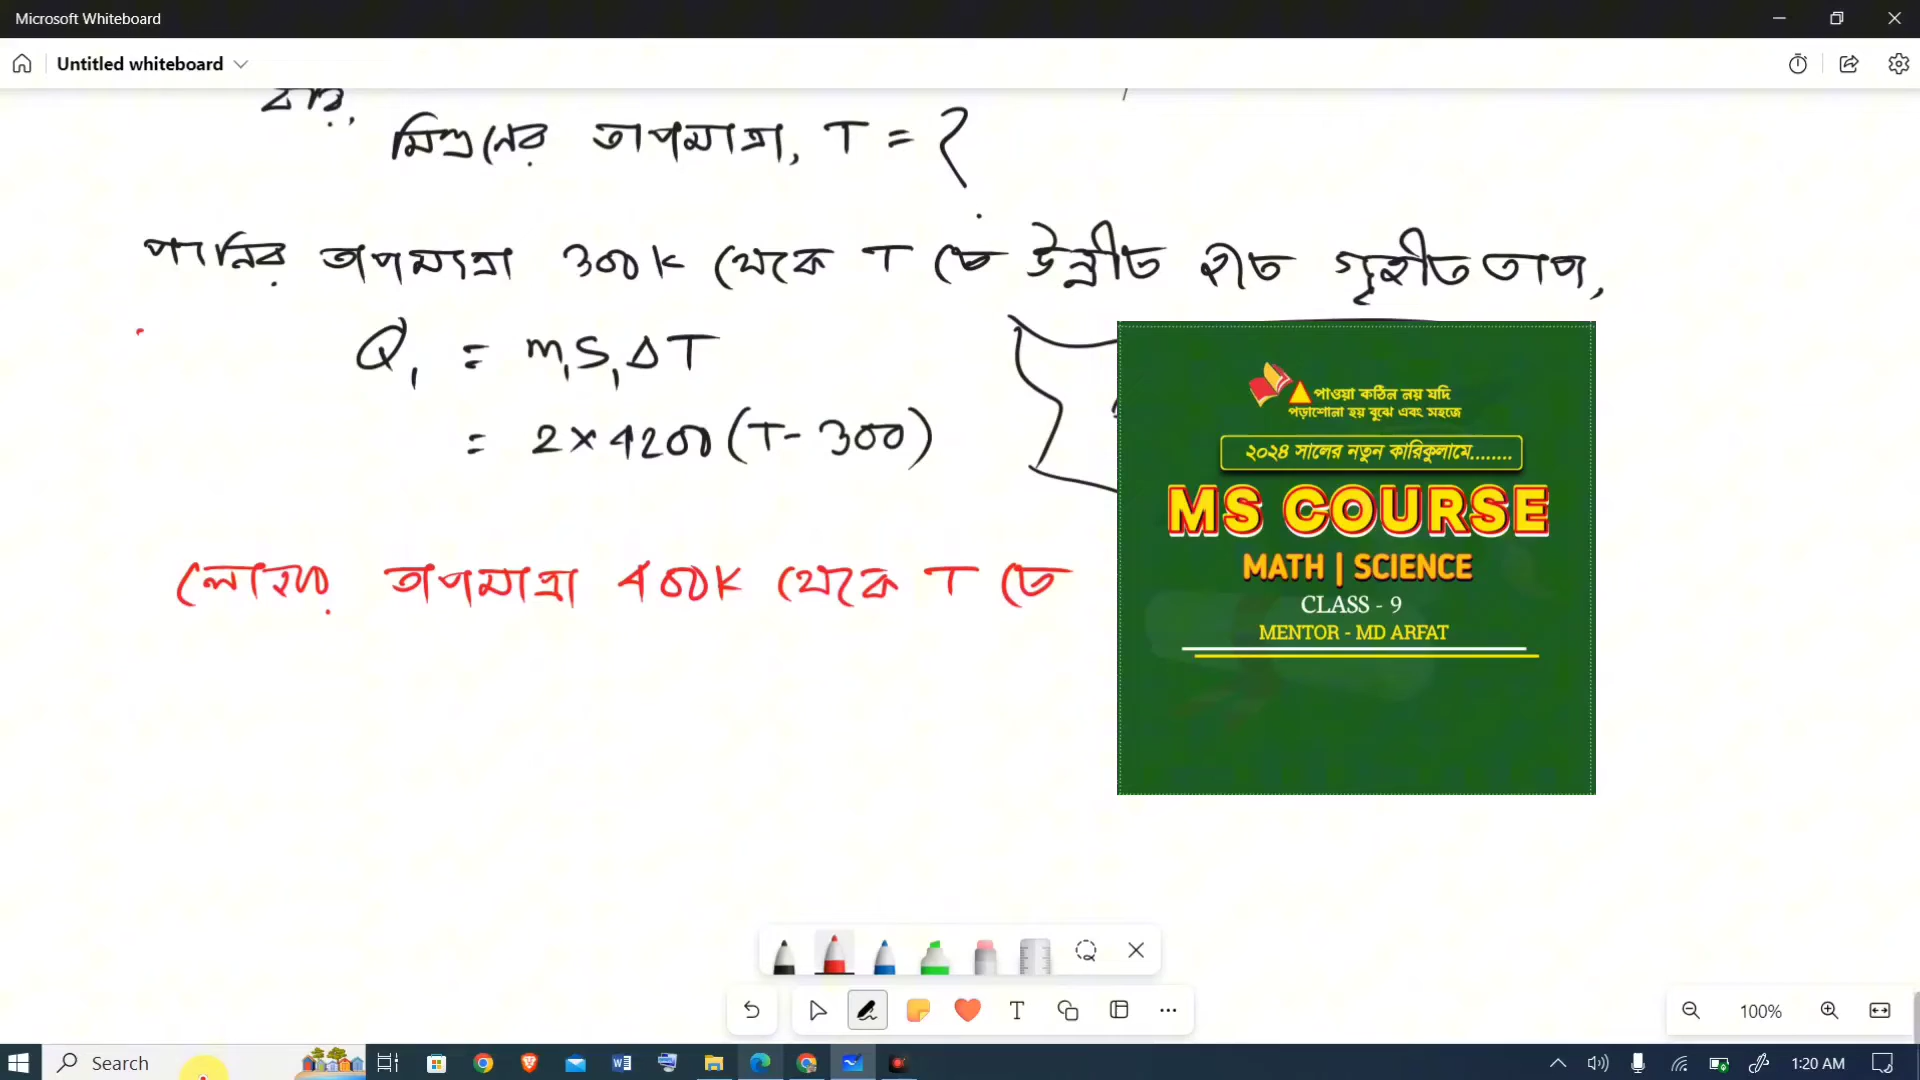 Microsoft Whiteboard
Untitled whiteboard
মিশ্রনের তাপমাত্রা, T = ?
পানির তাপমাত্রা 300K থেকে T তে উন্নীত হতে গৃহীত তাপ,
Q₁ = m₁S₁ΔT
= 2×4200(T-300)
লোহার তাপমাত্রা 400K থেকে T তে
পাওয়া কঠিন নয় যদি
পড়াশোনা হয় বুঝে এবং সহজে
২০২৪ সালের নতুন কারিকুলামে........
MS COURSE
MATH | SCIENCE
CLASS - 9
MENTOR - MD ARFAT
100%
Search
1:20 AM